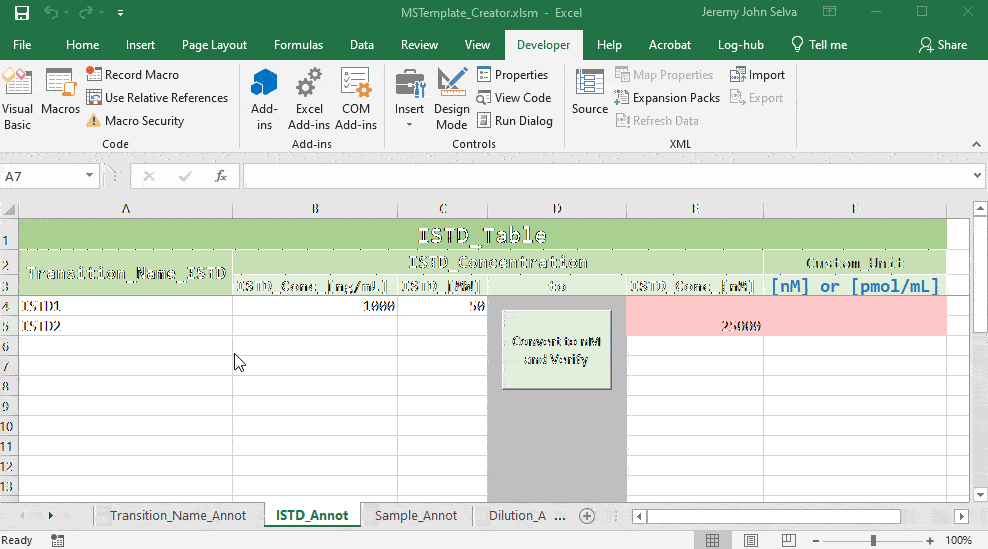 MSTemplate_Creator.xlsm - Excel
Jeremy John Selva
File Home Insert Page Layout Formulas Data Review View Developer Help Acrobat Log-hub Tell me Share
Visual Basic
Macros
Record Macro
Use Relative References
Macro Security
Code
Add-ins
Excel Add-ins
COM Add-ins
Add-ins
Insert
Design Mode
Properties
View Code
Run Dialog
Controls
Source
Map Properties
Expansion Packs
Refresh Data
Import
Export
XML
A7
fx
A B C D E F
1 ISTD_Table
2 Transition_Name_ISTD ISTD_Concentration Custom_Unit
3 ISTD_Conc_[ng/mL] ISTD_[MW] to ISTD_Conc_[nM] [nM] or [pmol/mL]
4 ISTD1 1000 50
5 ISTD2 25000
Convert to nM
and Verify
6
7
8
9
10
11
12
13
Transition_Name_Annot ISTD_Annot Sample_Annot Dilution_A ...
Ready 100%